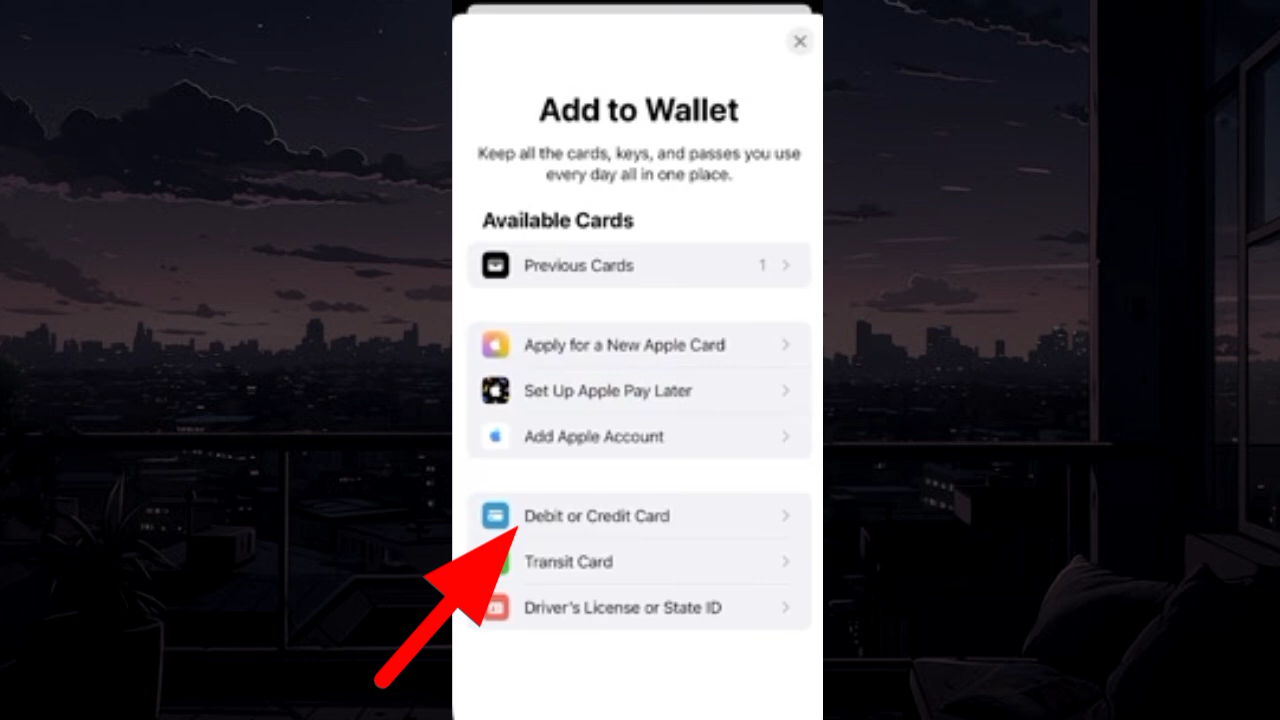 Add to Wallet
Keep all the cards, keys, and passes you use
every day all in one place.
Available Cards
Previous Cards 1
Apply for a New Apple Card
Set Up Apple Pay Later
Add Apple Account
Debit or Credit Card
Transit Card
Driver's License or State ID